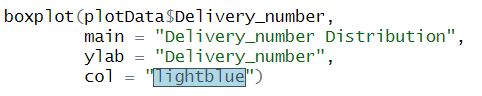 boxplot(plotData$Delivery_number,
        main = "Delivery_number Distribution",
        ylab = "Delivery_number",
        col = "lightblue")